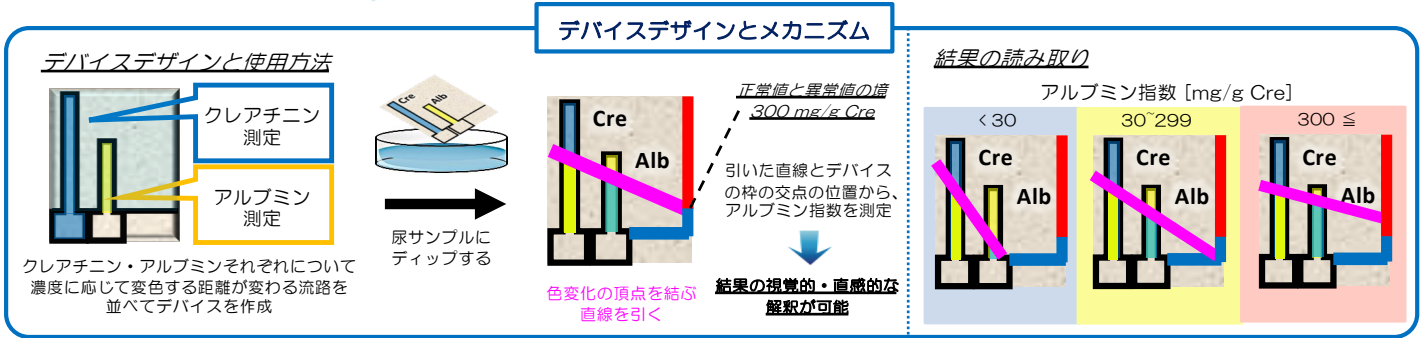 デバイスデザインとメカニズム
デバイスデザインと使用方法
クレアチニン
測定
アルブミン
測定
クレアチニン・アルブミンそれぞれについて
濃度に応じて変色する距離が変わる流路を
並べてデバイスを作成
Cre
Alb
尿サンプルに
ディップする
Cre
Alb
色変化の頂点を結ぶ
直線を引く
正常値と異常値の境
300 mg/g Cre
引いた直線とデバイス
の枠の交点の位置から、
アルブミン指数を測定
結果の視覚的・直感的な
解釈が可能
結果の読み取り
アルブミン指数 [mg/g Cre]
< 30
Cre
Alb
30~299
Cre
Alb
300 ≦
Cre
Alb